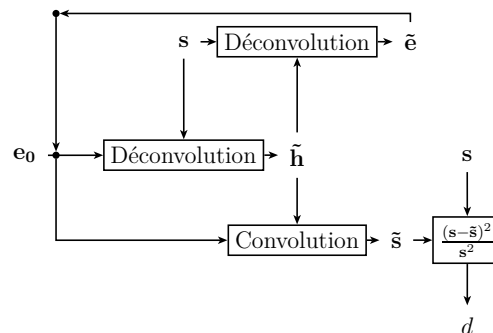 s Déconvolution ẽ
e₀ Déconvolution h̃ s
Convolution s̃ (s−s̃)²/s²
d